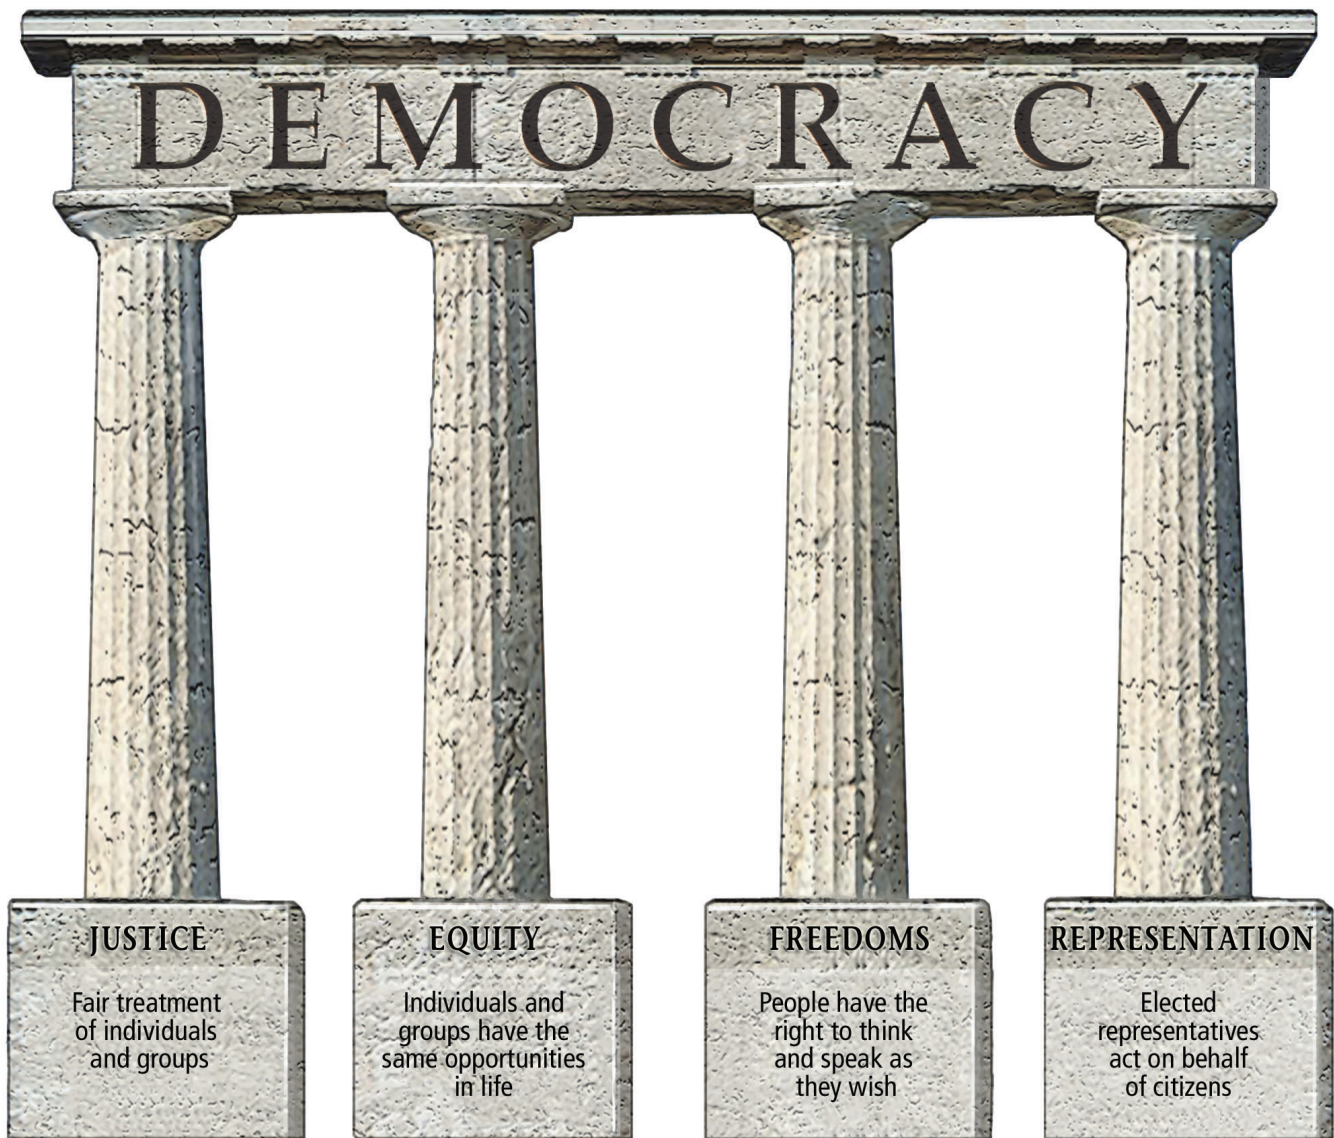 DEMOCRACY
JUSTICE
Fair treatment
of individuals
and groups
EQUITY
Individuals and
groups have the
same opportunities
in life
FREEDOMS
People have the
right to think
and speak as
they wish
REPRESENTATION
Elected
representatives
act on behalf
of citizens